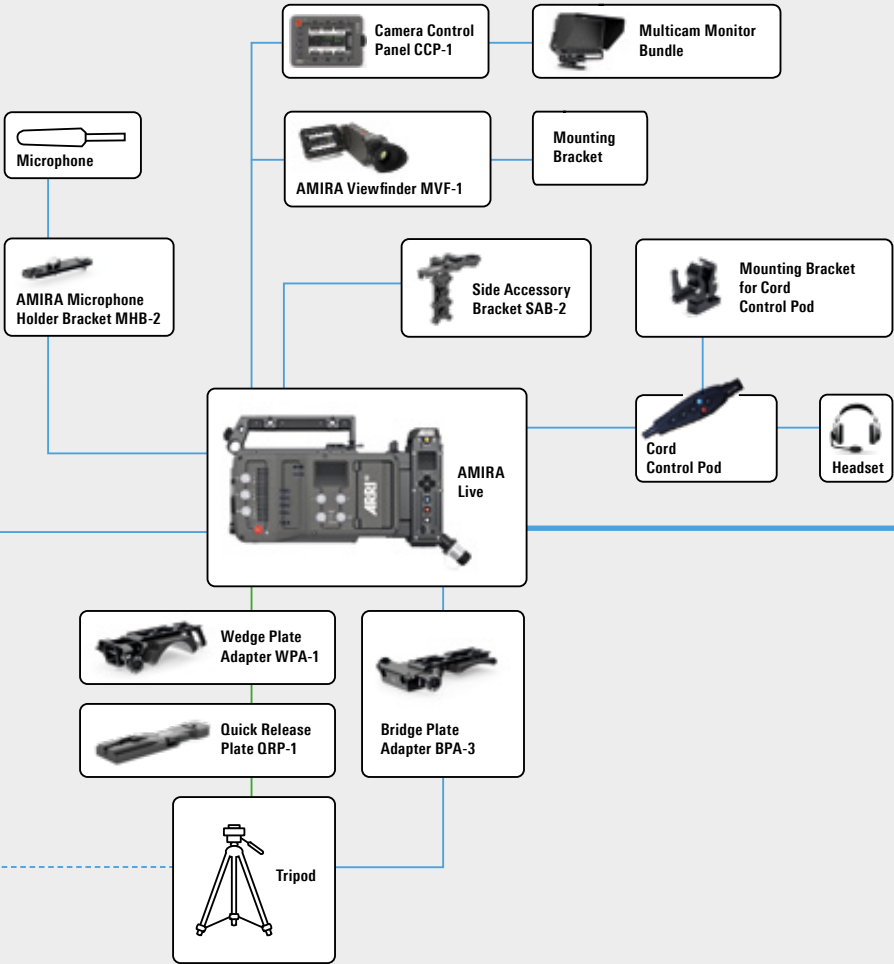 Camera Control
Panel CCP-1
Multicam Monitor
Bundle
Microphone
AMIRA Viewfinder MVF-1
Mounting
Bracket
AMIRA Microphone
Holder Bracket MHB-2
Side Accessory
Bracket SAB-2
Mounting Bracket
for Cord
Control Pod
Cord
Control Pod
Headset
AMIRA
Live
ARRI
Wedge Plate
Adapter WPA-1
Quick Release
Plate QRP-1
Bridge Plate
Adapter BPA-3
Tripod